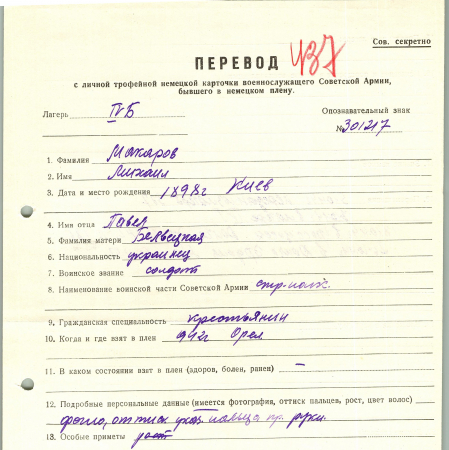 Сов. секретно
ПЕРЕВОД 437
с личной трофейной немецкой карточки военнослужащего Советской Армии,
бывшего в немецком плену.
Лагерь IVБ
Опознавательный знак
№ 301217
1. Фамилия Макаров
2. Имя Михаил
3. Дата и место рождения 1898г Киев
4. Имя отца Павел
5. Фамилия матери Белвецкая
6. Национальность украинец
7. Воинское звание солдат
8. Наименование воинской части Советской Армии стр-полк
9. Гражданская специальность крестьянин
10. Когда и где взят в плен 942г Орел
11. В каком состоянии взят в плен (здоров, болен, ранен) —
12. Подробные персональные данные (имеется фотография, оттиск пальцев, рост, цвет волос)
фото, оттиск указ. пальца пр. руки.
13. Особые приметы рост